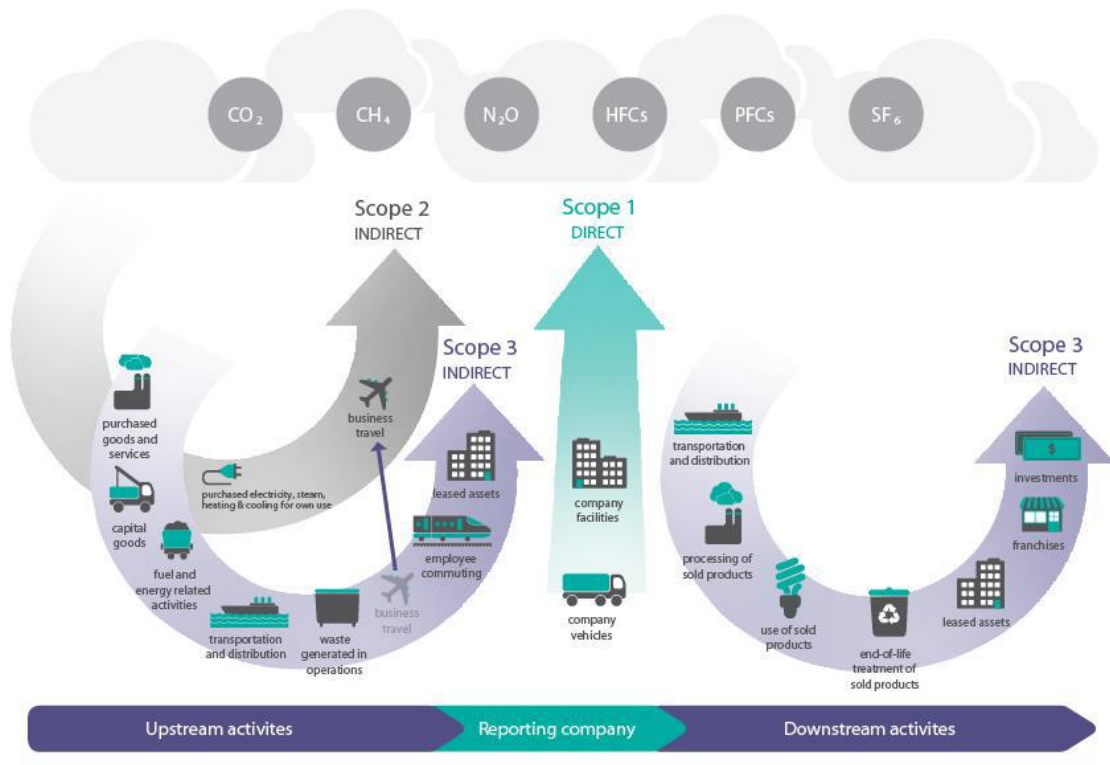 CO₂
CH₄
N₂O
HFCs
PFCs
SF₆
Scope 2
INDIRECT
Scope 1
DIRECT
Scope 3
INDIRECT
Scope 3
INDIRECT
purchased
goods and
services
capital
goods
fuel and
energy related
activities
purchased electricity, steam,
heating & cooling for own use
transportation
and distribution
waste
generated in
operations
business
travel
business
travel
employee
commuting
leased assets
company
facilities
company
vehicles
transportation
and distribution
processing of
sold products
use of sold
products
end-of-life
treatment of
sold products
leased assets
franchises
investments
$
Upstream activites
Reporting company
Downstream activites